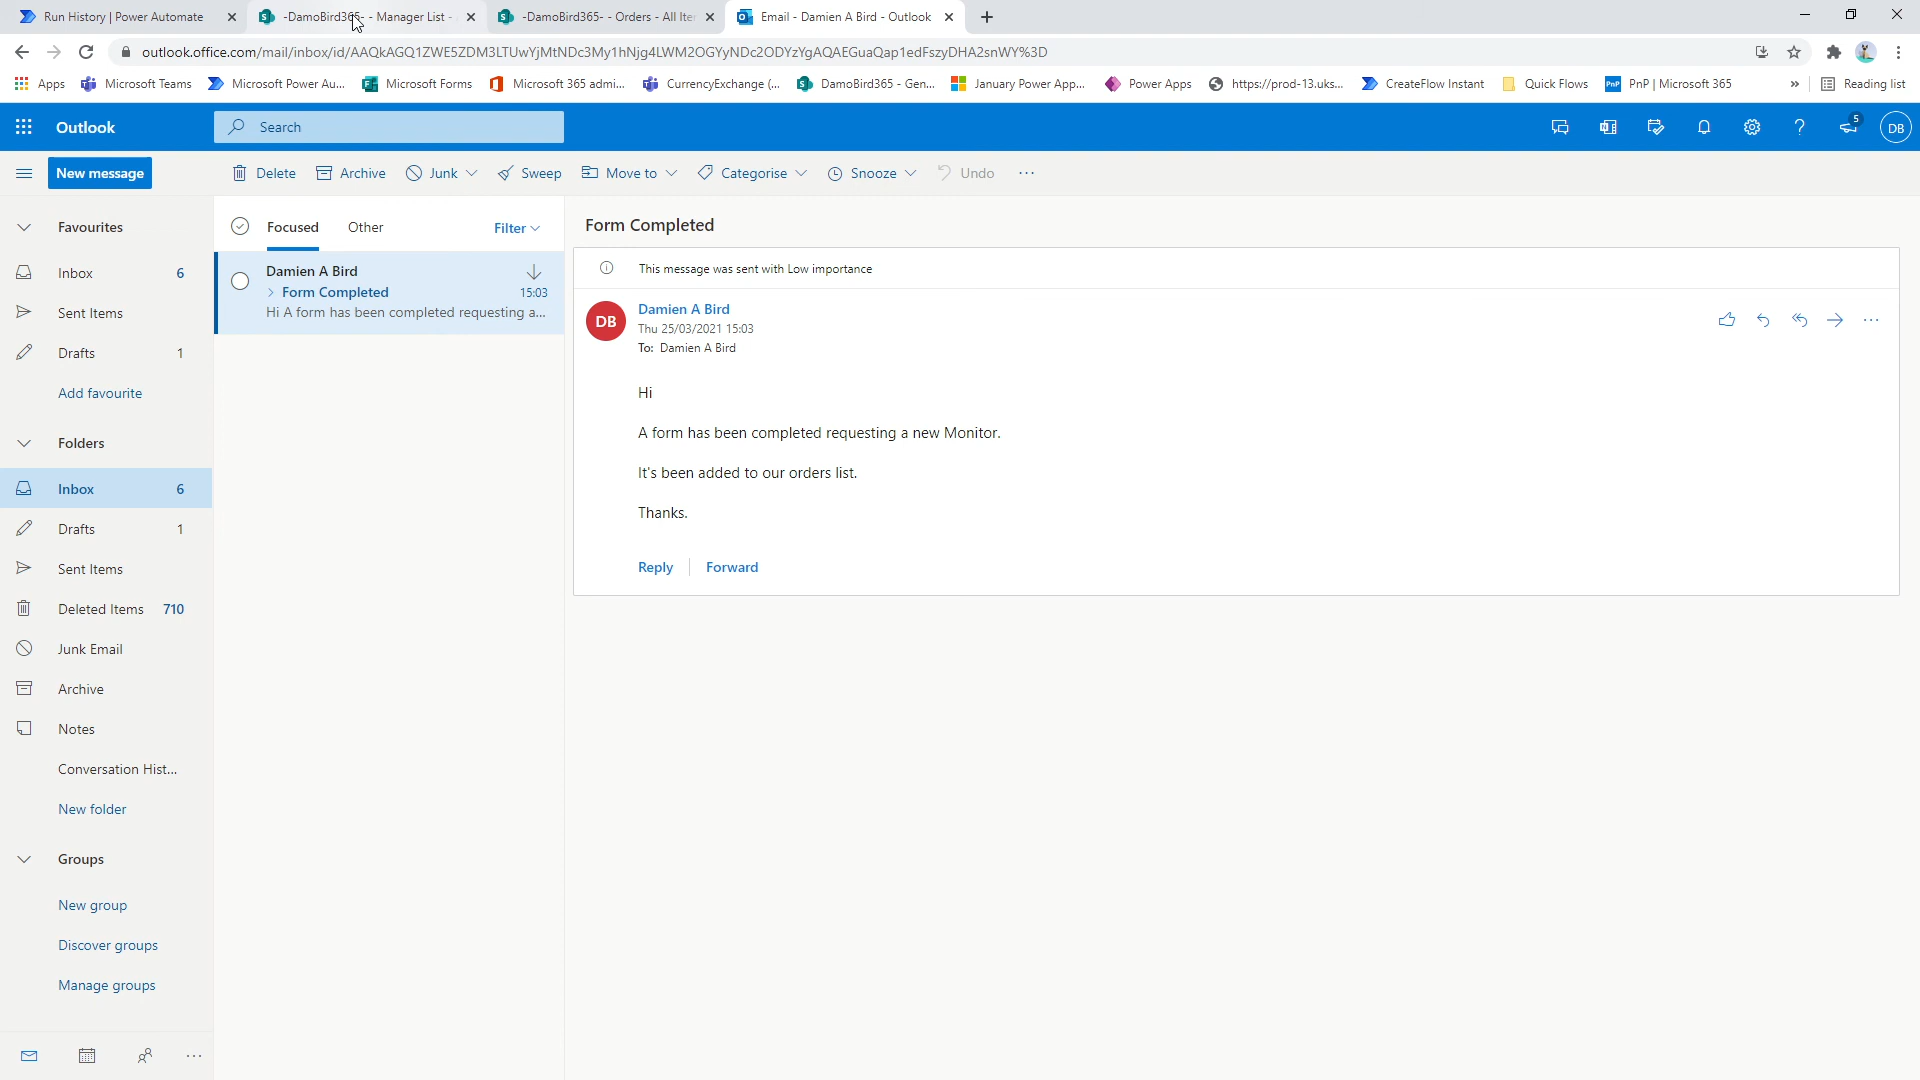 Run History | Power Automate
-DamoBird365- - Manager List -
-DamoBird365- - Orders - All Ite
Email - Damien A Bird - Outlook
outlook.office.com/mail/inbox/id/AAQkAGQ1ZWE5ZDM3LTUwYjMtNDc3My1hNjg4LWM2OGYyNDc2ODYzYgAQAEGuaQap1edFszyDHA2snWY%3D
Apps
Microsoft Teams
Microsoft Power Au...
Microsoft Forms
Microsoft 365 admi...
CurrencyExchange (...
DamoBird365 - Gen...
January Power App...
Power Apps
https://prod-13.uks...
CreateFlow Instant
Quick Flows
PnP | Microsoft 365
»
Reading list
Outlook
Search
5
DB
New message
Delete
Archive
Junk
Sweep
Move to
Categorise
Snooze
Undo
Favourites
Inbox 6
Sent Items
Drafts 1
Add favourite
Folders
Inbox 6
Drafts 1
Sent Items
Deleted Items 710
Junk Email
Archive
Notes
Conversation Hist...
New folder
Groups
New group
Discover groups
Manage groups
Focused
Other
Filter
Damien A Bird
Form Completed 15:03
Hi A form has been completed requesting a...
Form Completed
This message was sent with Low importance
DB
Damien A Bird
Thu 25/03/2021 15:03
To: Damien A Bird
Hi
A form has been completed requesting a new Monitor.
It's been added to our orders list.
Thanks.
Reply
Forward